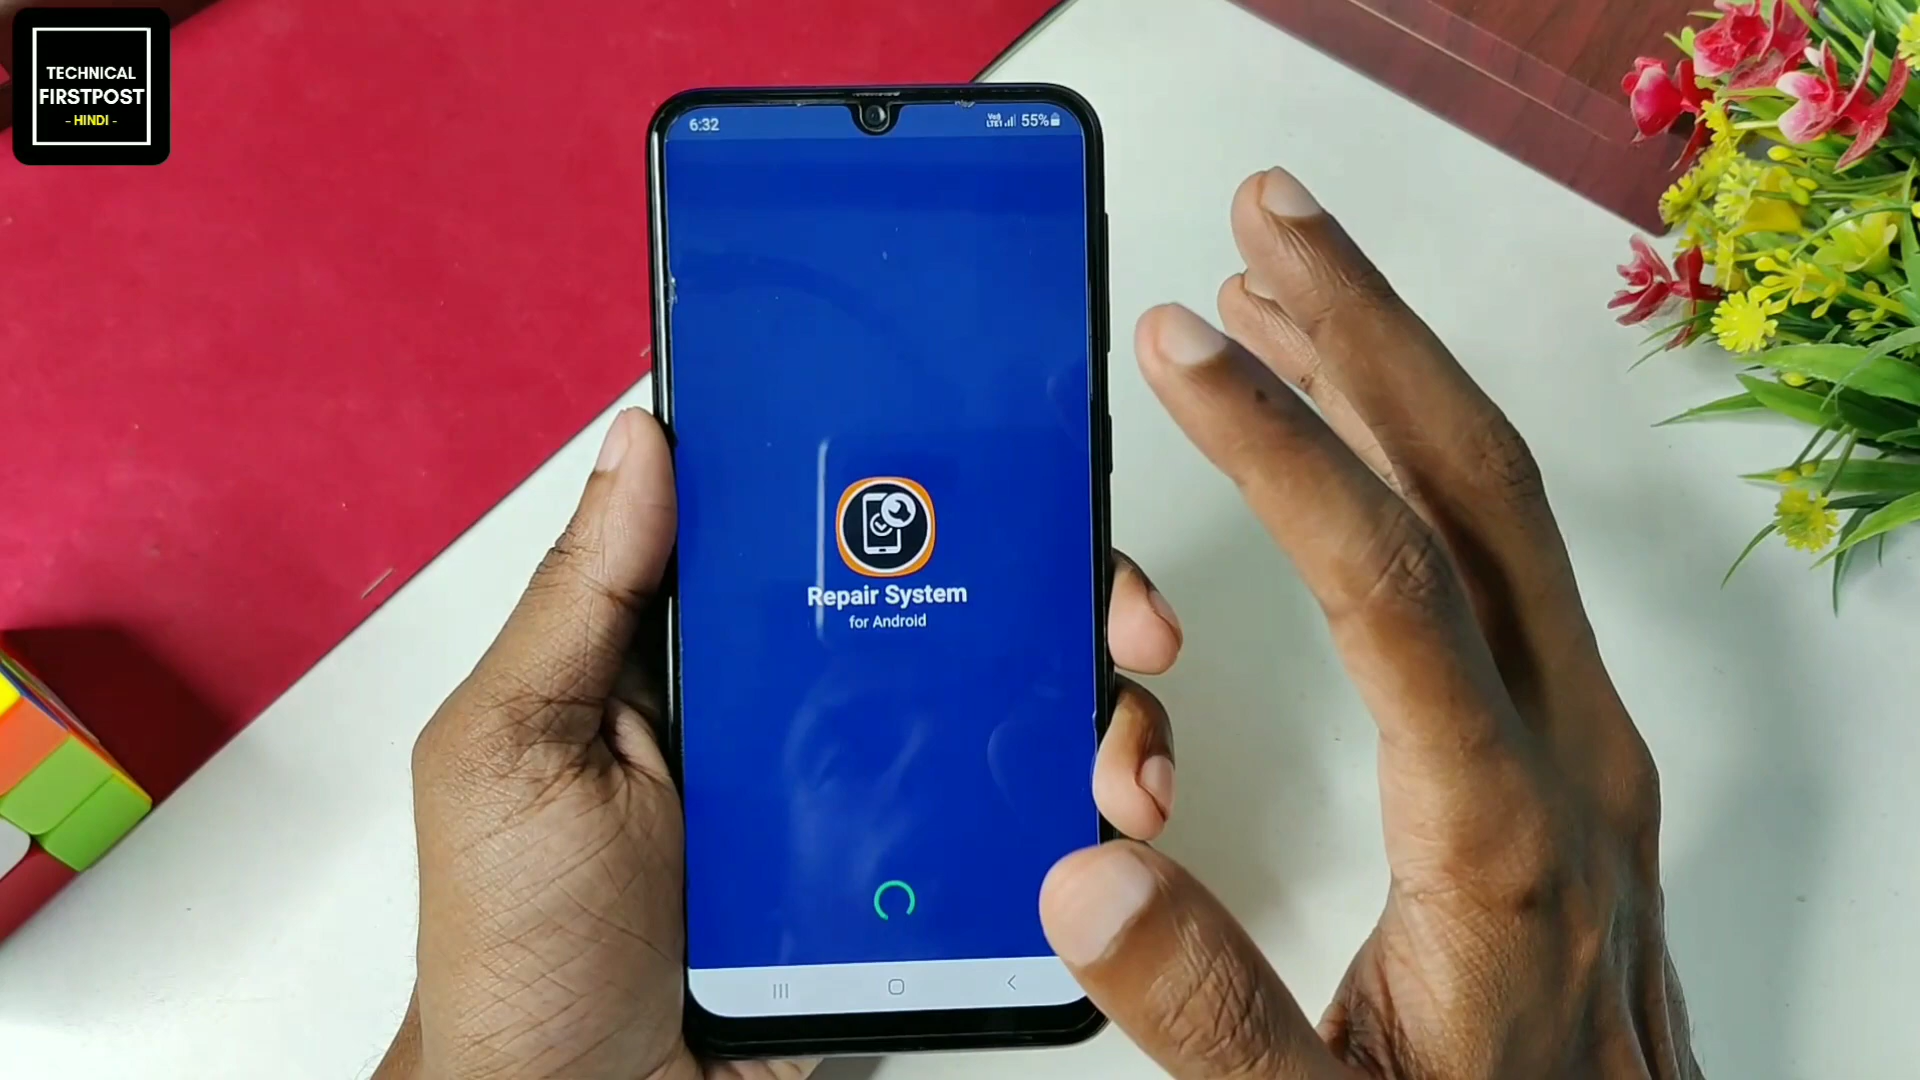 TECHNICAL
FIRSTPOST
- HINDI -
6:32
55%
Repair System
for Android